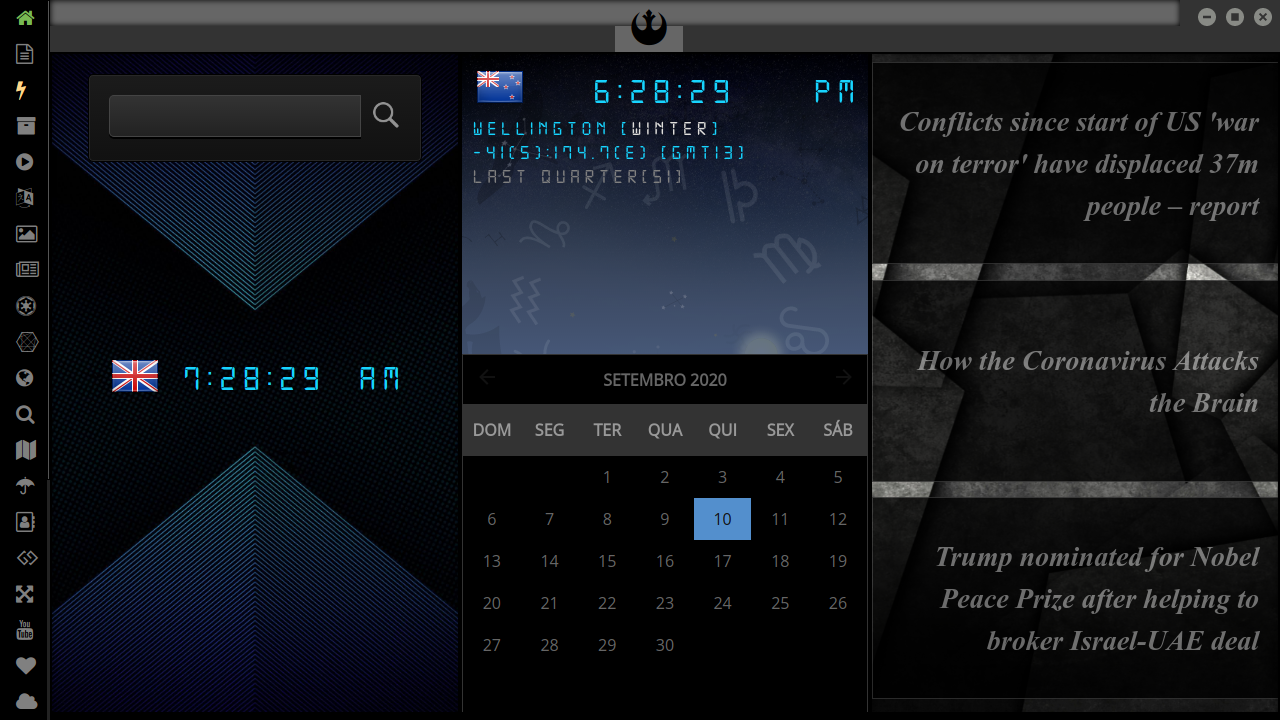 6:28:29 PM
WELLINGTON [WINTER]
-41(S):174.7(E) [GMT13]
LAST QUARTER(51)
7:28:29 AM
SETEMBRO 2020
DOM SEG TER QUA QUI SEX SÁB
1 2 3 4 5
6 7 8 9 10 11 12
13 14 15 16 17 18 19
20 21 22 23 24 25 26
27 28 29 30
Conflicts since start of US 'war
on terror' have displaced 37m
people – report
How the Coronavirus Attacks
the Brain
Trump nominated for Nobel
Peace Prize after helping to
broker Israel-UAE deal
You
Tube